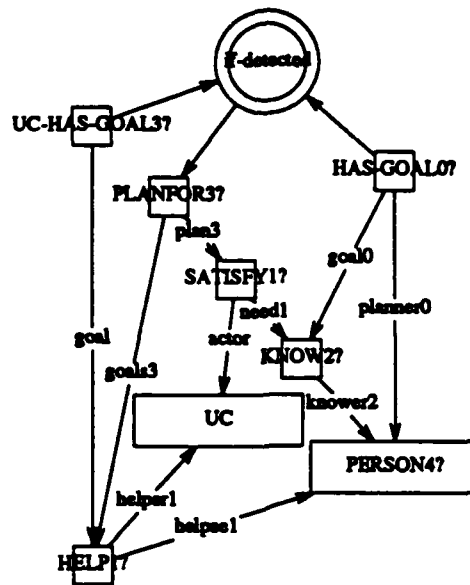 if-detected
UC-HAS-GOAL3?
HAS-GOAL0?
PLANFOR3?
plan3
goal0
SATISFY1?
need1
planner0
goal
actor
KNOW2?
goals3
knower2
UC
PERSON4?
helper1
helpee1
HELP1?